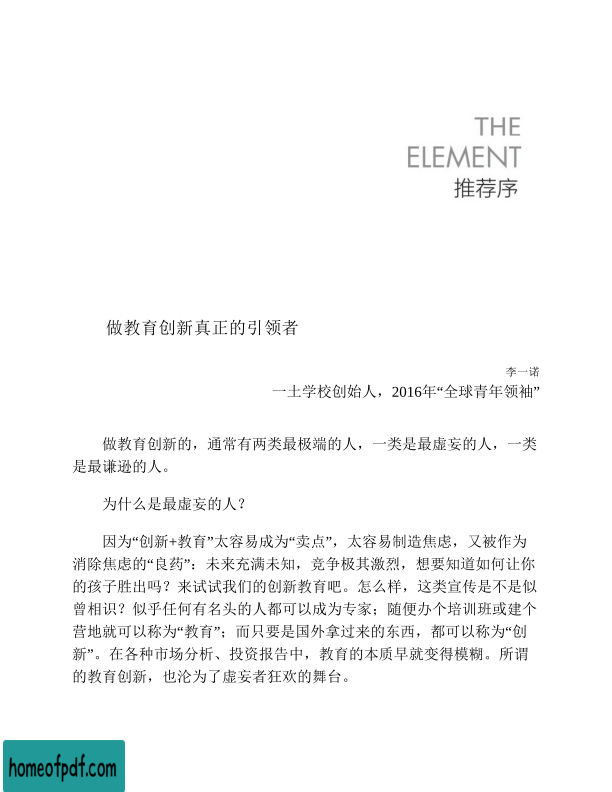 THE
ELEMENT
推荐序
做教育创新真正的引领者
李一诺
一土学校创始人，2016年“全球青年领袖”
做教育创新的，通常有两类最极端的人，一类是最虚妄的人，一类
是最谦逊的人。
为什么是最虚妄的人？
因为“创新+教育”太容易成为“卖点”，太容易制造焦虑，又被作为
消除焦虑的“良药”：未来充满未知，竞争极其激烈，想要知道如何让你
的孩子胜出吗？来试试我们的创新教育吧。怎么样，这类宣传是不是似
曾相识？似乎任何有名头的人都可以成为专家；随便办个培训班或建个
营地就可以称为“教育”；而只要是国外拿过来的东西，都可以称为“创
新”。在各种市场分析、投资报告中，教育的本质早就变得模糊。所谓
的教育创新，也沦为了虚妄者狂欢的舞台。
homeofpdf.com